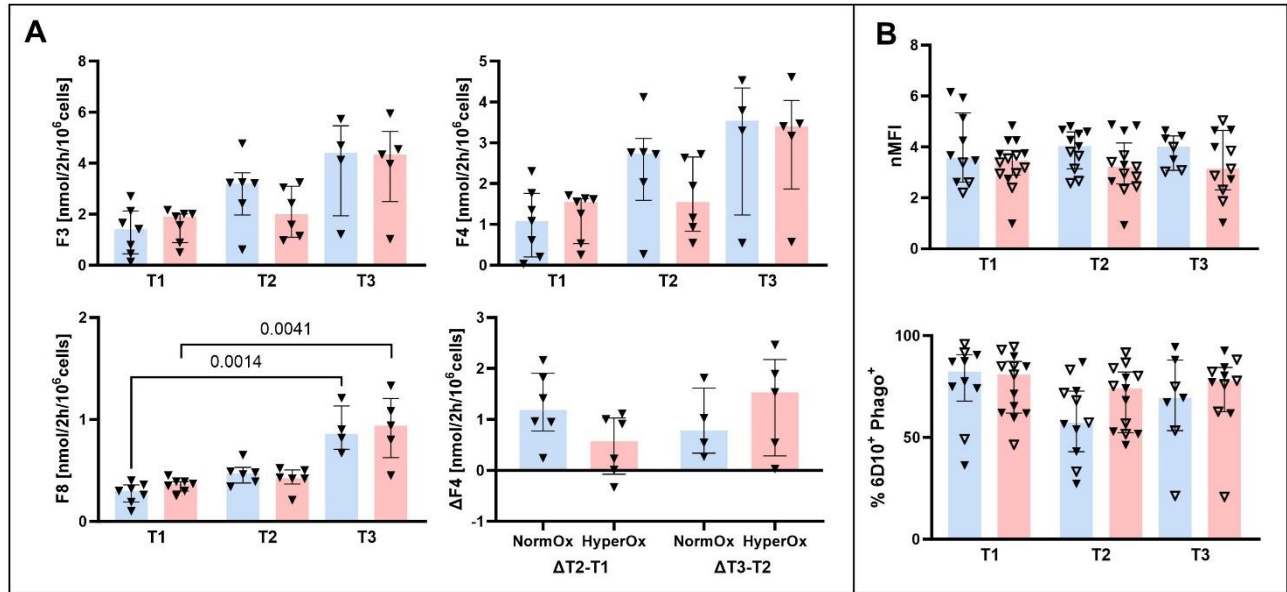 A
F3 [nmol/2h/10⁶cells]
8
6
4
2
0
T1 T2 T3
F4 [nmol/2h/10⁶cells]
5
4
3
2
1
0
T1 T2 T3
F8 [nmol/2h/10⁶cells]
2
1
0
0.0041
0.0014
T1 T2 T3
ΔF4 [nmol/2h/10⁶cells]
3
2
1
0
-1
NormOx HyperOx NormOx HyperOx
ΔT2-T1 ΔT3-T2
B
nMFI
8
6
4
2
0
T1 T2 T3
% 6D10⁺ Phago⁺
100
50
0
T1 T2 T3